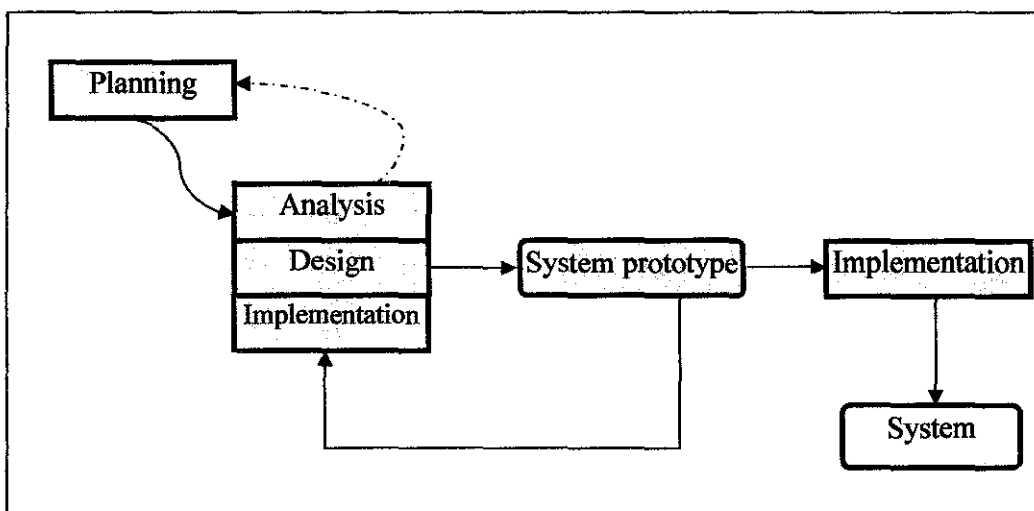 Planning
Analysis
Design
Implementation
System prototype
Implementation
System